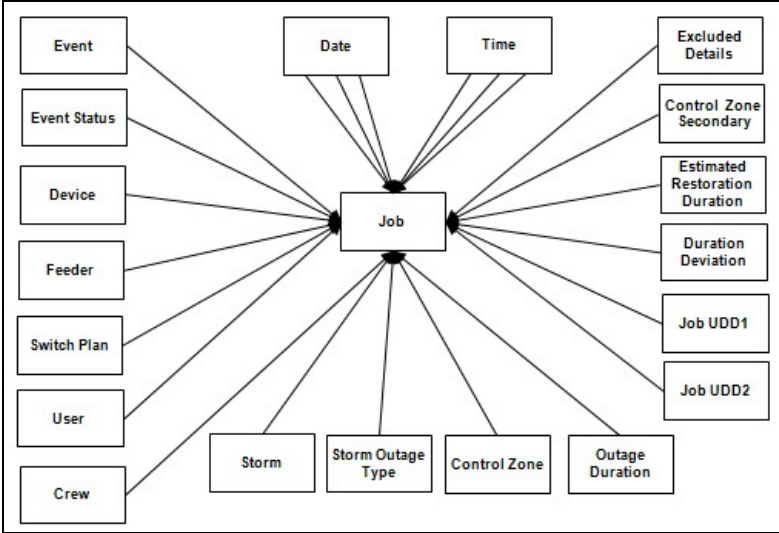 Event
Date
Time
Excluded
Details
Event Status
Control Zone
Secondary
Device
Estimated
Restoration
Duration
Job
Feeder
Duration
Deviation
Switch Plan
Job UDD1
User
Job UDD2
Storm
Storm Outage
Type
Control Zone
Outage
Duration
Crew